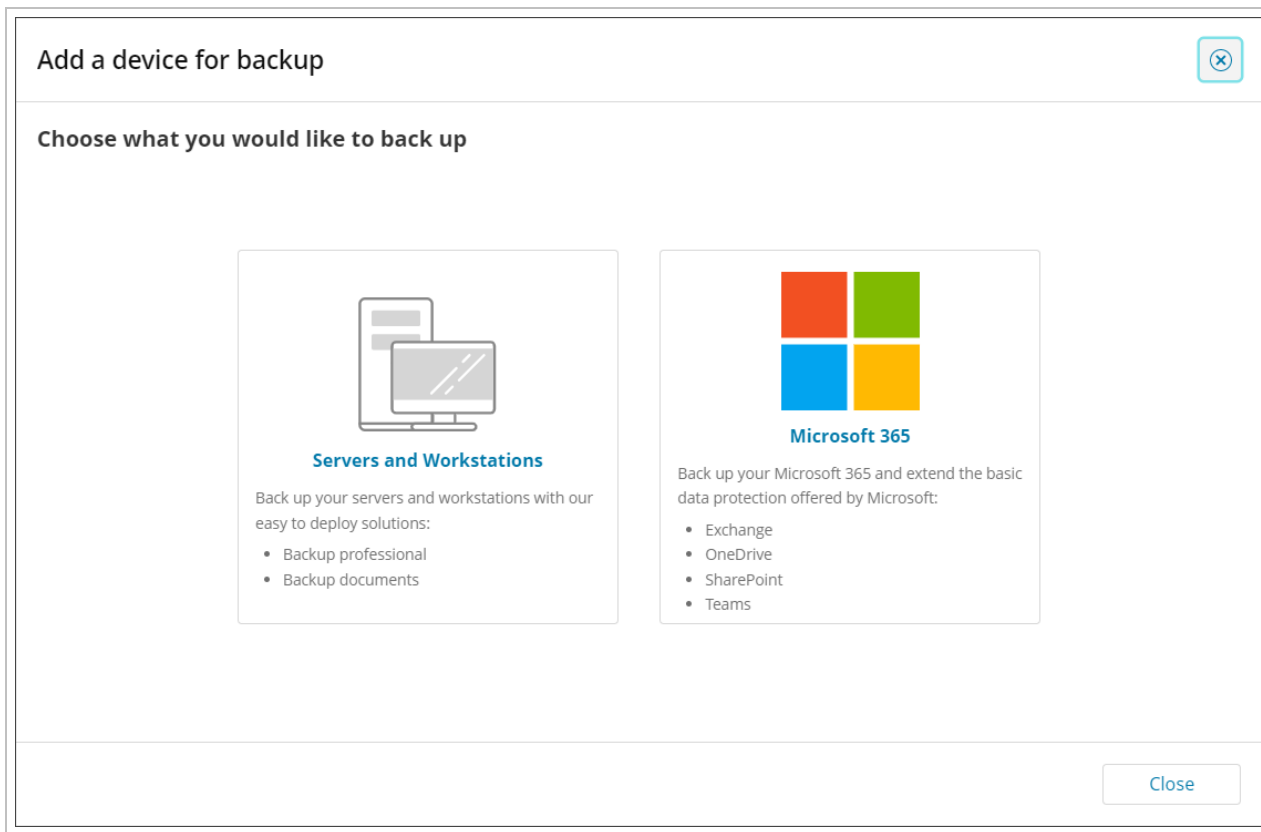 Add a device for backup
Choose what you would like to back up
Servers and Workstations
Back up your servers and workstations with our
easy to deploy solutions:
• Backup professional
• Backup documents
Microsoft 365
Back up your Microsoft 365 and extend the basic
data protection offered by Microsoft:
• Exchange
• OneDrive
• SharePoint
• Teams
Close